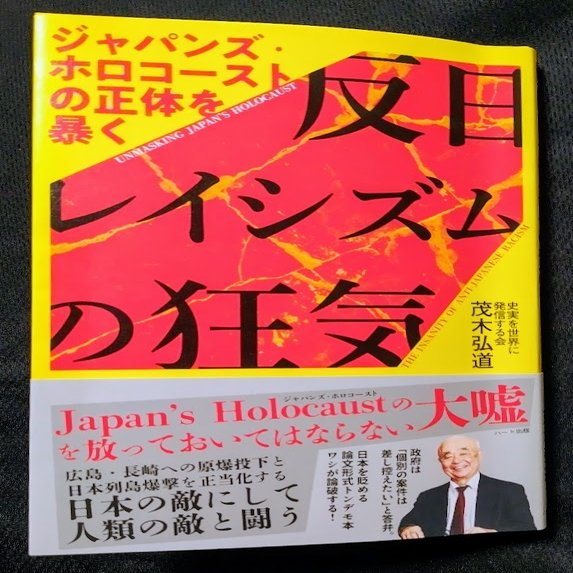 ジャパンズ・
ホロコースト
の正体を
暴く
UNMASKING JAPAN'S HOLOCAUST
反日
レイシズム
の狂気
THE INSANITY OF ANTI-JAPANESE RACISM
史実を世界に
発信する会
茂木弘道
ジャパンズ・ホロコースト
Japan's Holocaustの大嘘
を放っておいてはならない
ハート出版
広島・長崎への原爆投下と
日本列島爆撃を正当化する
日本の敵にして
人類の敵と闘う
政府は
「個別の案件は
差し控えたい」と答弁。
日本を貶める
論文形式トンデモ本
ワシが論破する!